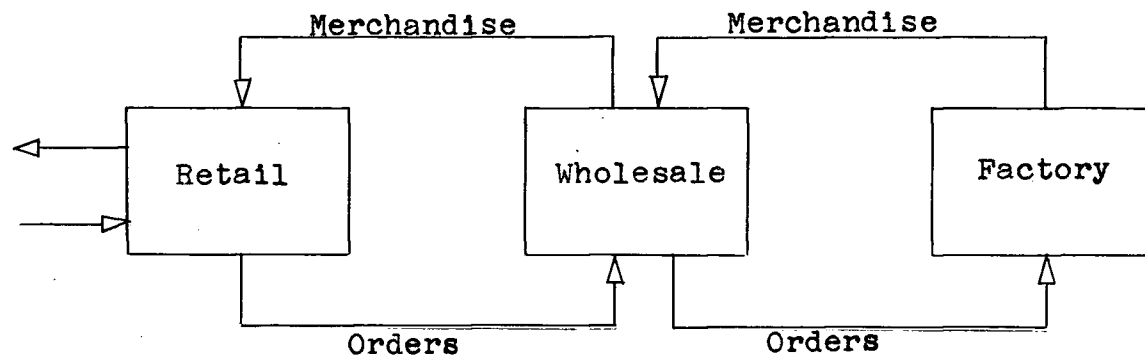 Merchandise
Merchandise
Retail
Wholesale
Factory
Orders
Orders